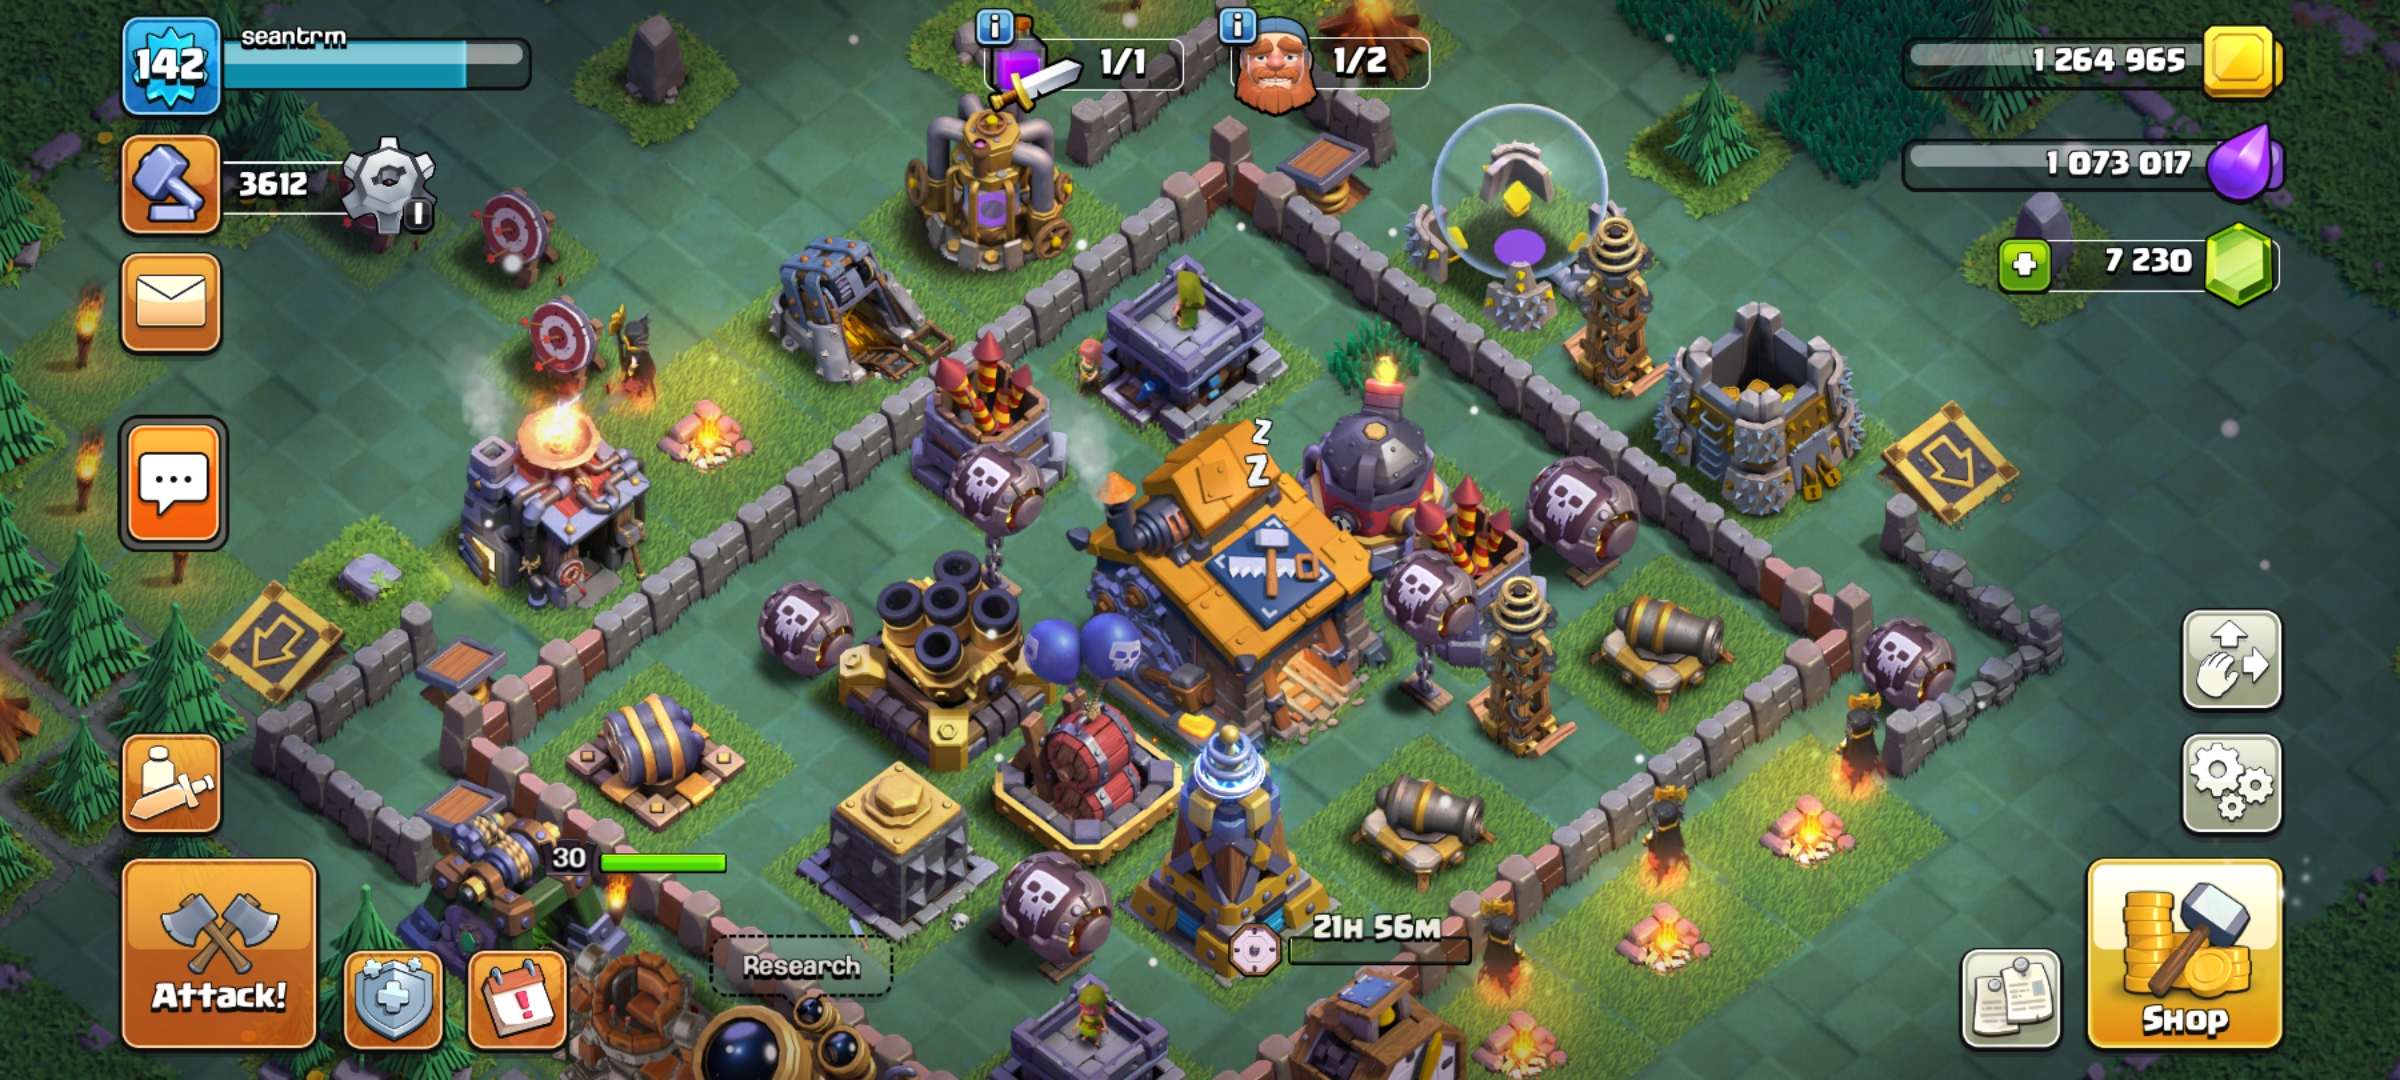 142
seantrm
1/1
1/2
1 264 965
3612
I
1 073 017
7 230
Z
Z
30
21H 56M
Research
Attack!
Shop